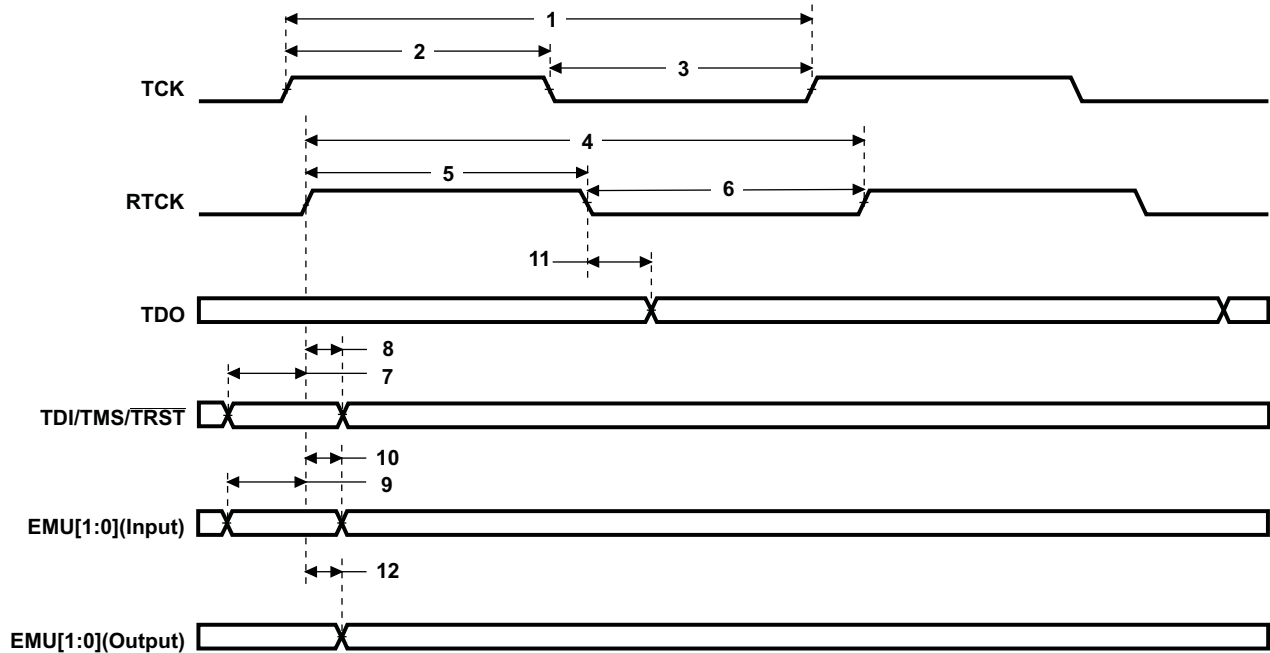 1
2
3
TCK
4
5
6
RTCK
11
TDO
8
7
TDI/TMS/TRST
10
9
EMU[1:0](Input)
12
EMU[1:0](Output)